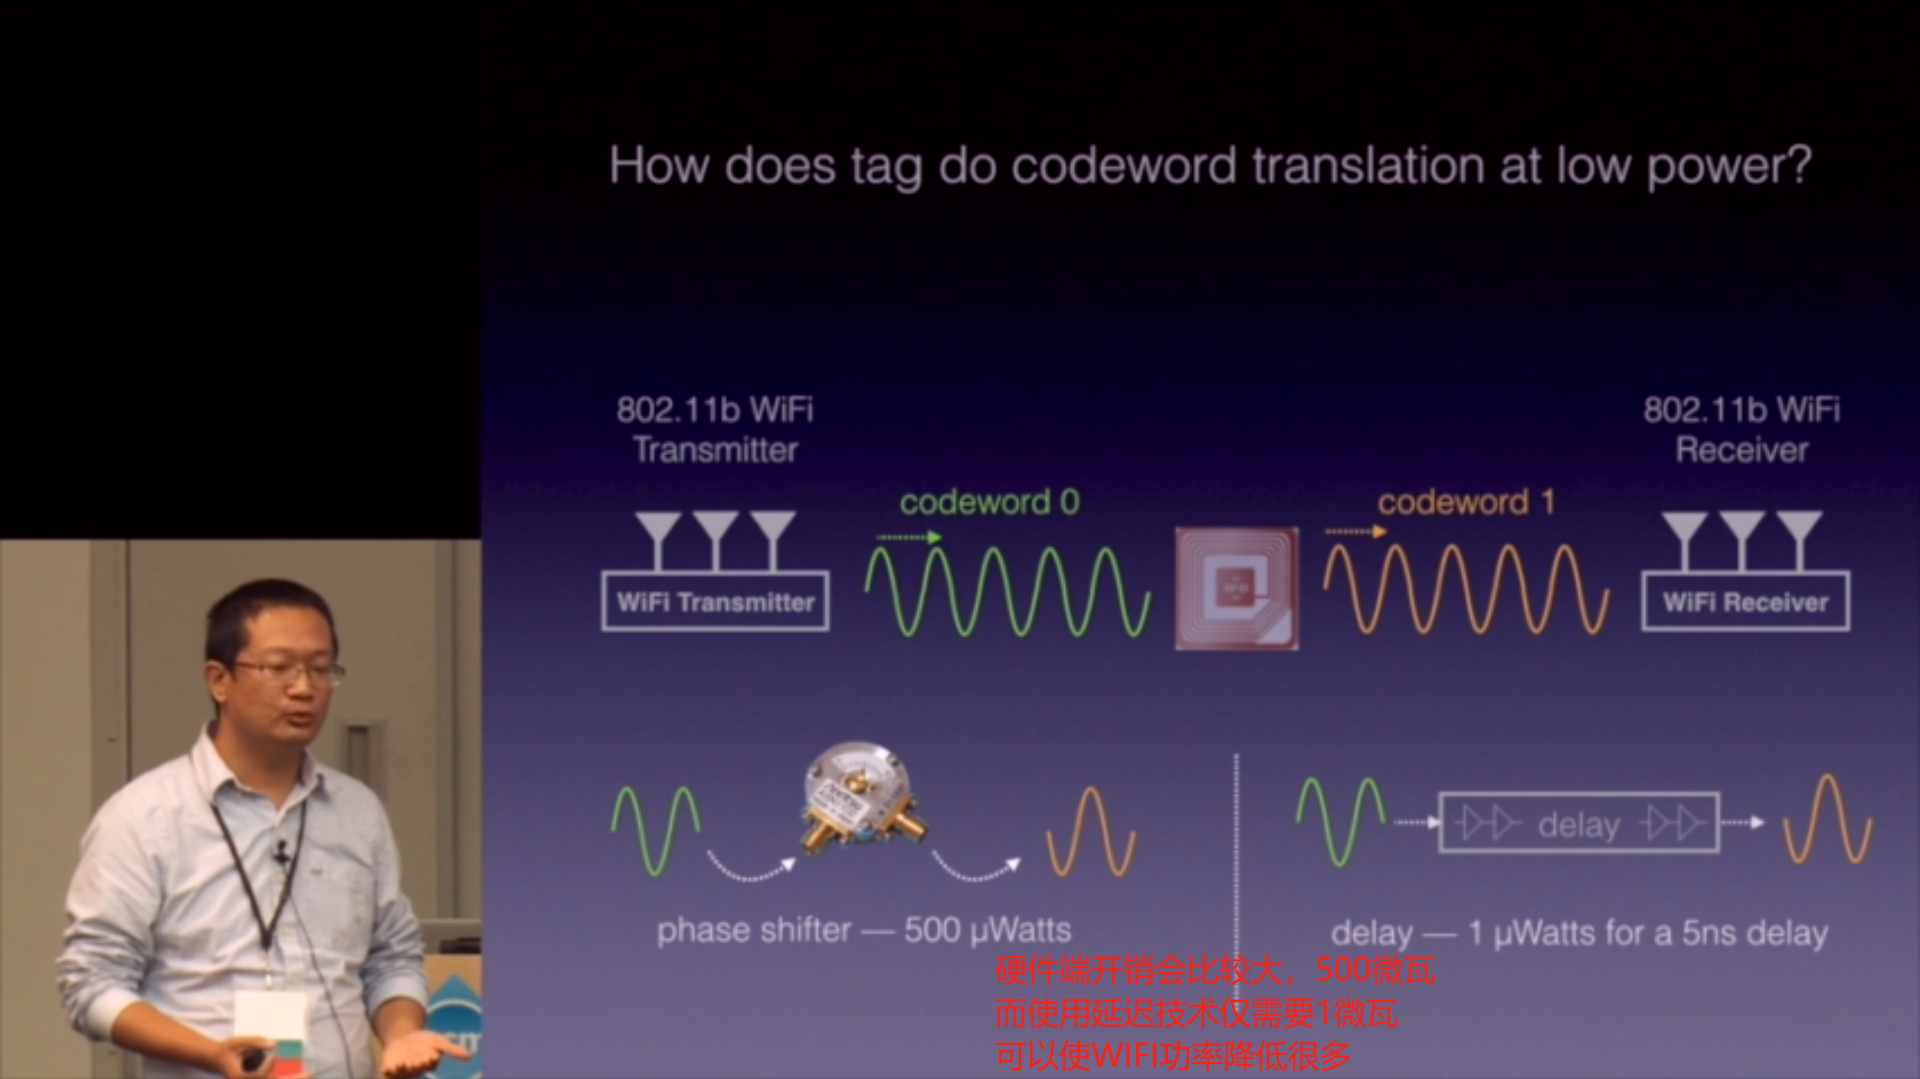 How does tag do codeword translation at low power?
802.11b WiFi
Transmitter
802.11b WiFi
Receiver
codeword 0
codeword 1
WiFi Transmitter
WiFi Receiver
delay
phase shifter — 500 µWatts
delay — 1 µWatts for a 5ns delay
硬件端开销会比较大，500微瓦
而使用延迟技术仅需要1微瓦
可以使WIFI功率降低很多